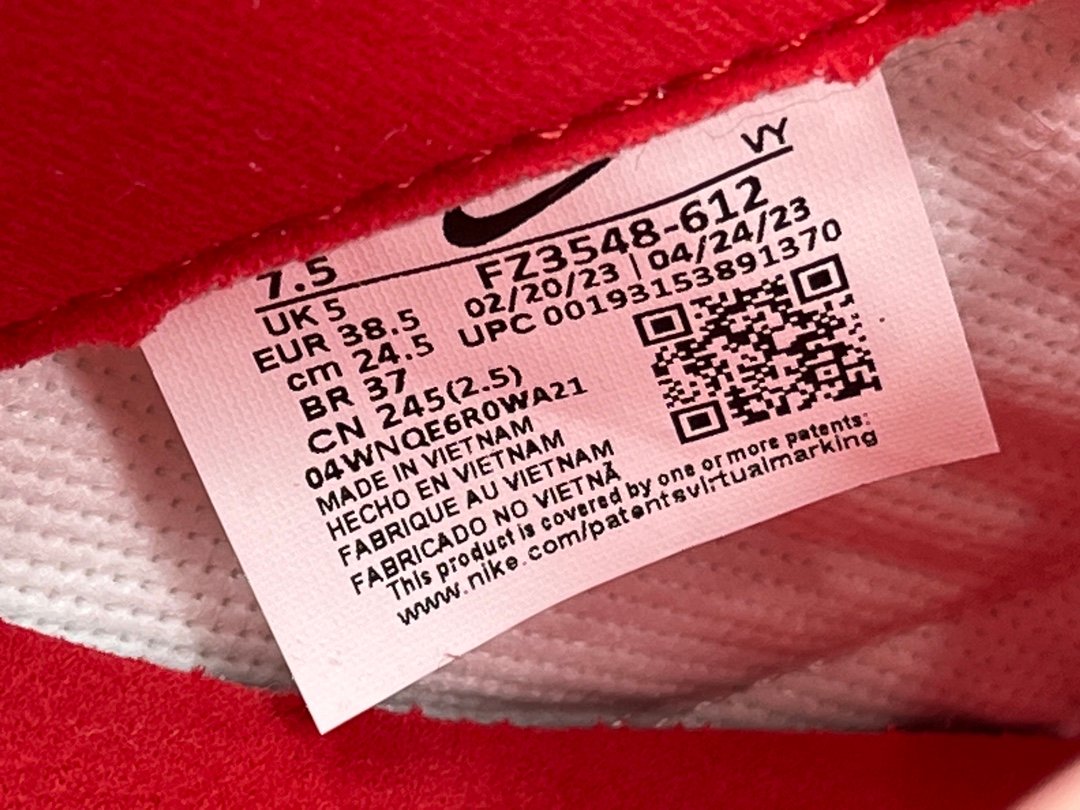 VY
7.5
FZ3548-612
UK 5
02/20/23 | 04/24/23
EUR 38.5
UPC 00193153891370
cm 24.5
BR 37
CN 245(2.5)
04WNQE6R0WA21
MADE IN VIETNAM
HECHO EN VIETNAM
FABRIQUE AU VIETNAM
FABRICADO NO VIETNÃ
This product is covered by one or more patents:
www.nike.com/patentsvirtualmarking